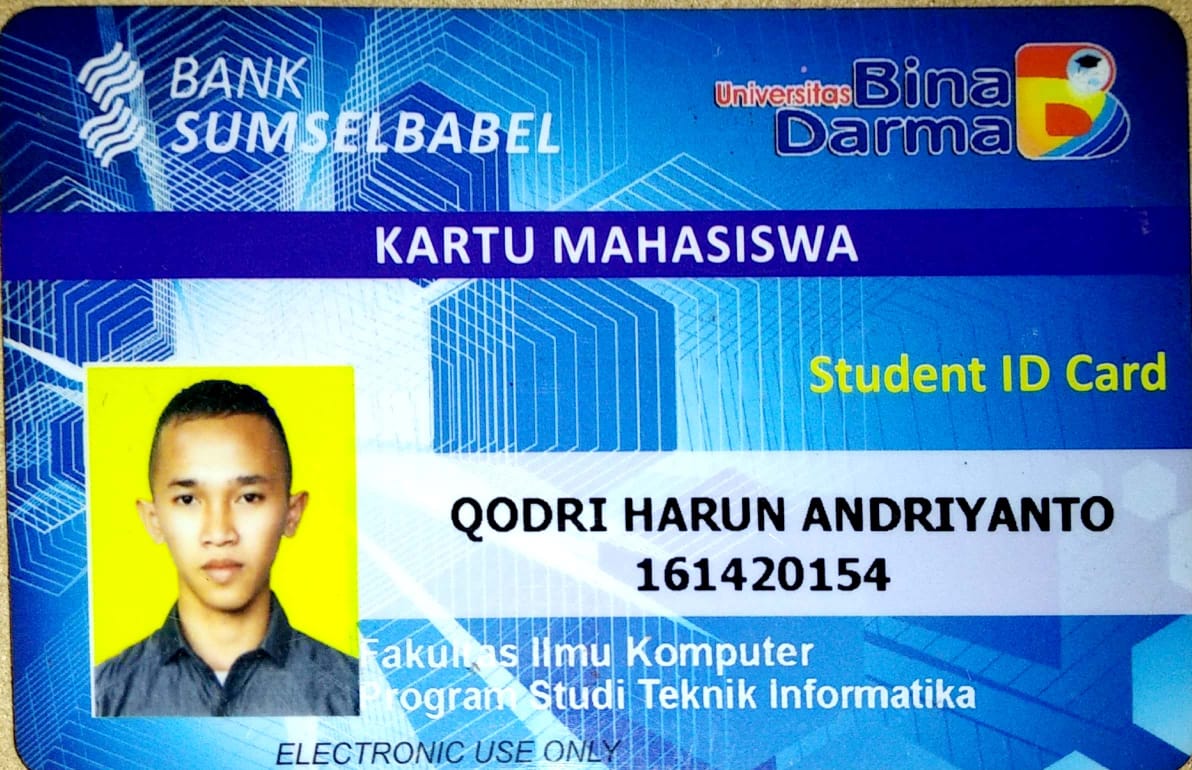 BANK
SUMSELBABEL
Universitas Bina
Darma
KARTU MAHASISWA
Student ID Card
QODRI HARUN ANDRIYANTO
161420154
Fakultas Ilmu Komputer
Program Studi Teknik Informatika
ELECTRONIC USE ONLY